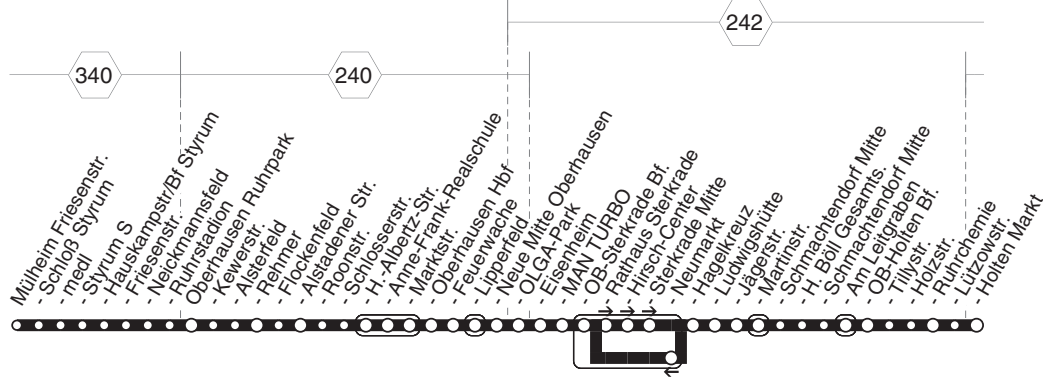 242
340
240
Mülheim Friesenstr.
- Schloß Styrum
- medl
- Styrum S
- Hauskampstr/Bf Styrum
- Friesenstr.
- Neickmannsfeld
- Ruhrstadion
Oberhausen Ruhrpark
- Kewerstr.
- Alsterfeld
- Rehmer
- Flockenfeld
- Alstadener Str.
- Roonstr.
- Schlosserstr.
- H.-Albertz-Str.
- Anne-Frank-Realschule
- Marktstr.
Oberhausen Hbf
- Feuerwache
- Lipperfeld
- Neue Mitte Oberhausen
- OLGA-Park
- Eisenheim
- MAN TURBO
- OB-Sterkrade Bf.
- Rathaus Sterkrade
- Hirsch-Center
- Sterkrade Mitte
- Neumarkt
- Hagelkreuz
- Ludwigshütte
- Jägerstr.
- Martinstr.
- Schmachtendorf Mitte
- H. Böll Gesamts.
- Schmachtendorf Mitte
- Am Leitgraben
- OB-Holten Bf.
- Tillystr.
- Holzstr.
- Ruhrchemie
- Lützowstr.
- Holten Markt